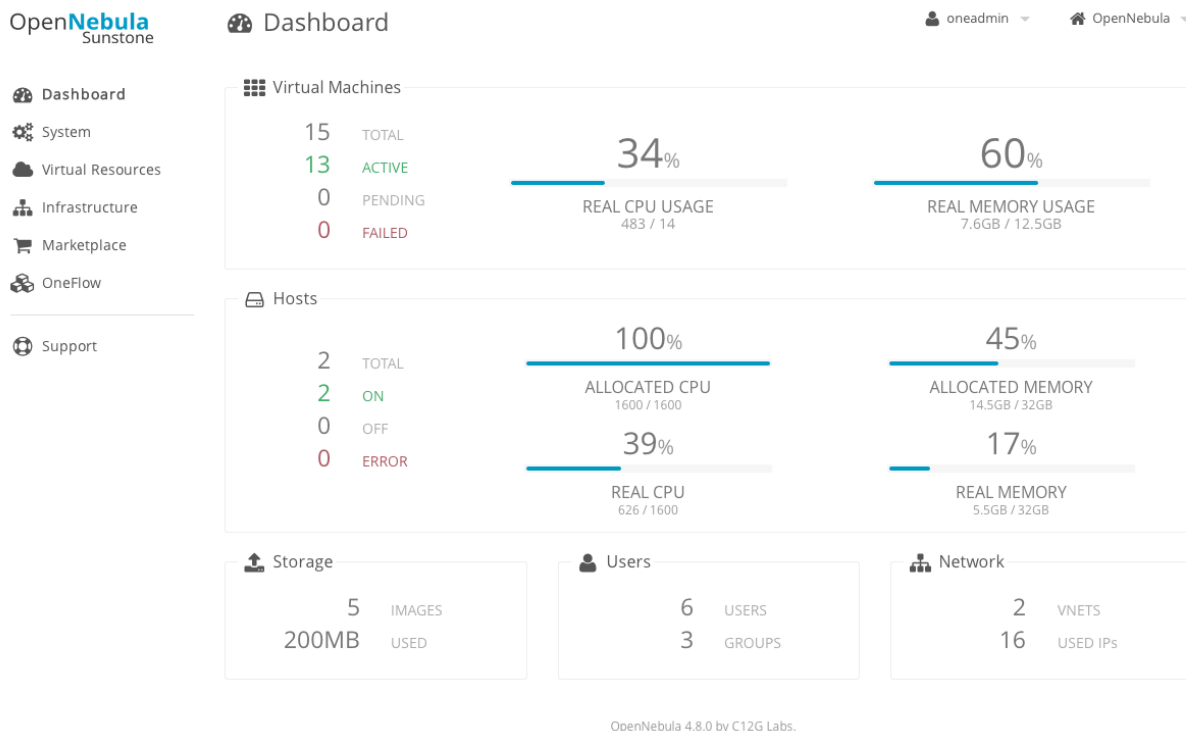 OpenNebula
Sunstone
Dashboard
oneadmin
OpenNebula
Dashboard
System
Virtual Resources
Infrastructure
Marketplace
OneFlow
Support
Virtual Machines
15 TOTAL
13 ACTIVE
0 PENDING
0 FAILED
34%
REAL CPU USAGE
483 / 14
60%
REAL MEMORY USAGE
7.6GB / 12.5GB
Hosts
2 TOTAL
2 ON
0 OFF
0 ERROR
100%
ALLOCATED CPU
1600 / 1600
45%
ALLOCATED MEMORY
14.5GB / 32GB
39%
REAL CPU
626 / 1600
17%
REAL MEMORY
5.5GB / 32GB
Storage
5 IMAGES
200MB USED
Users
6 USERS
3 GROUPS
Network
2 VNETS
16 USED IPs
OpenNebula 4.8.0 by C12G Labs.